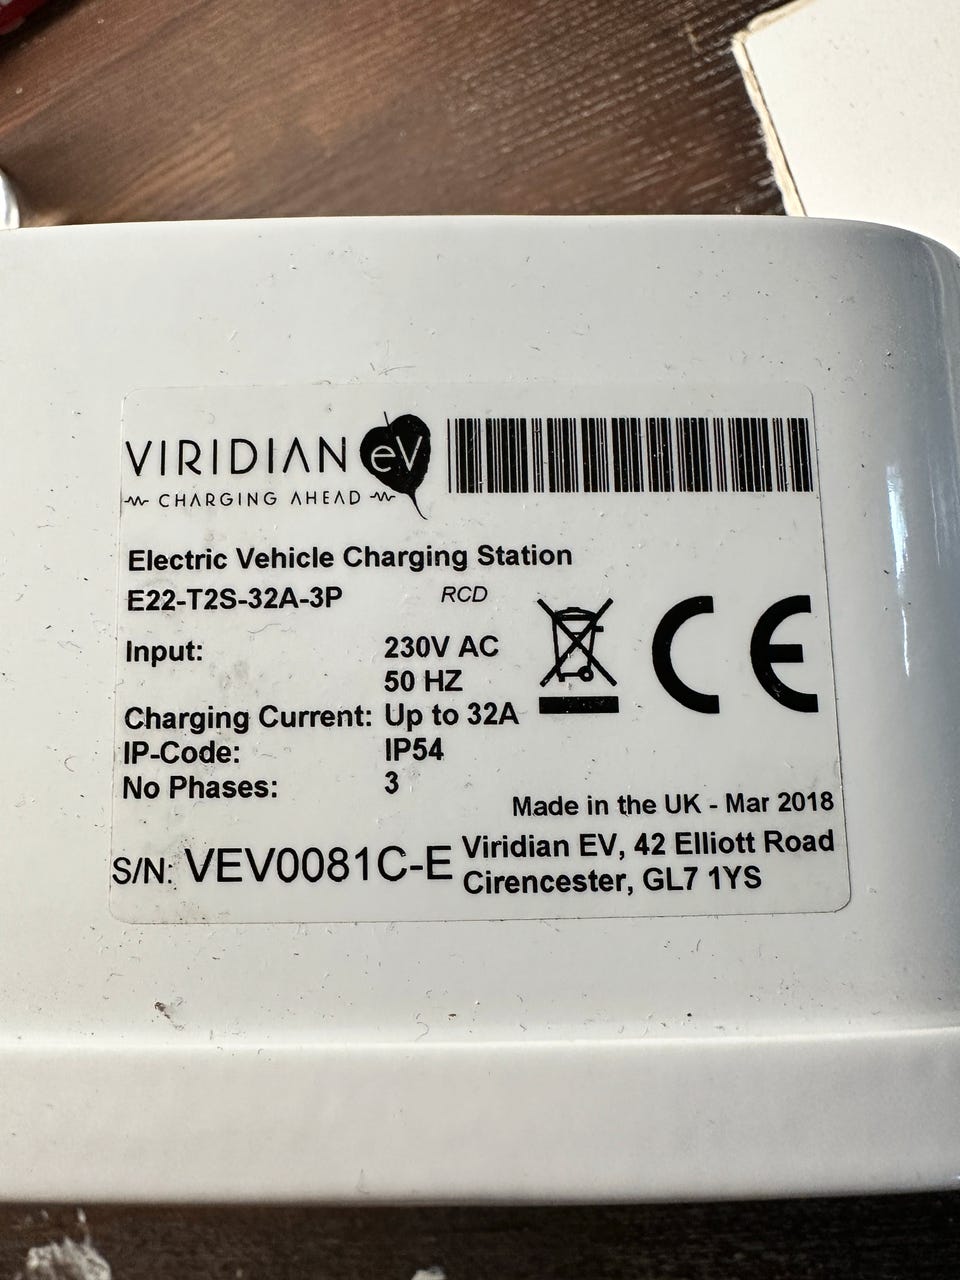 VIRIDIAN eV
CHARGING AHEAD
Electric Vehicle Charging Station
E22-T2S-32A-3P RCD
Input: 230V AC
50 HZ
Charging Current: Up to 32A
IP-Code: IP54
No Phases: 3
CE
Made in the UK - Mar 2018
S/N: VEV0081C-E
Viridian EV, 42 Elliott Road
Cirencester, GL7 1YS